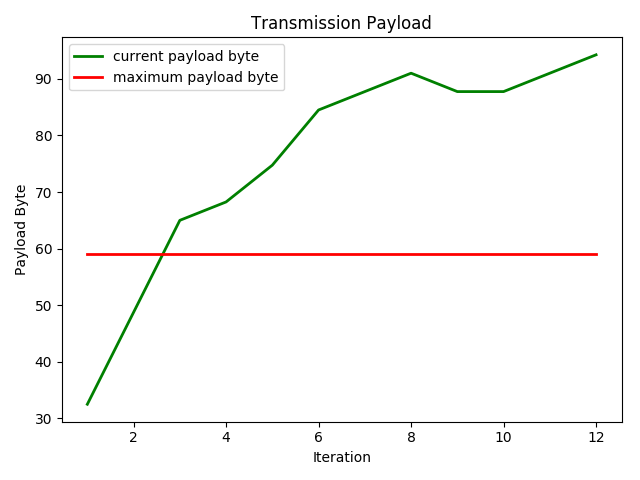 Transmission Payload
current payload byte
maximum payload byte
90
80
70
60
50
40
30
Payload Byte
2 4 6 8 10 12
Iteration